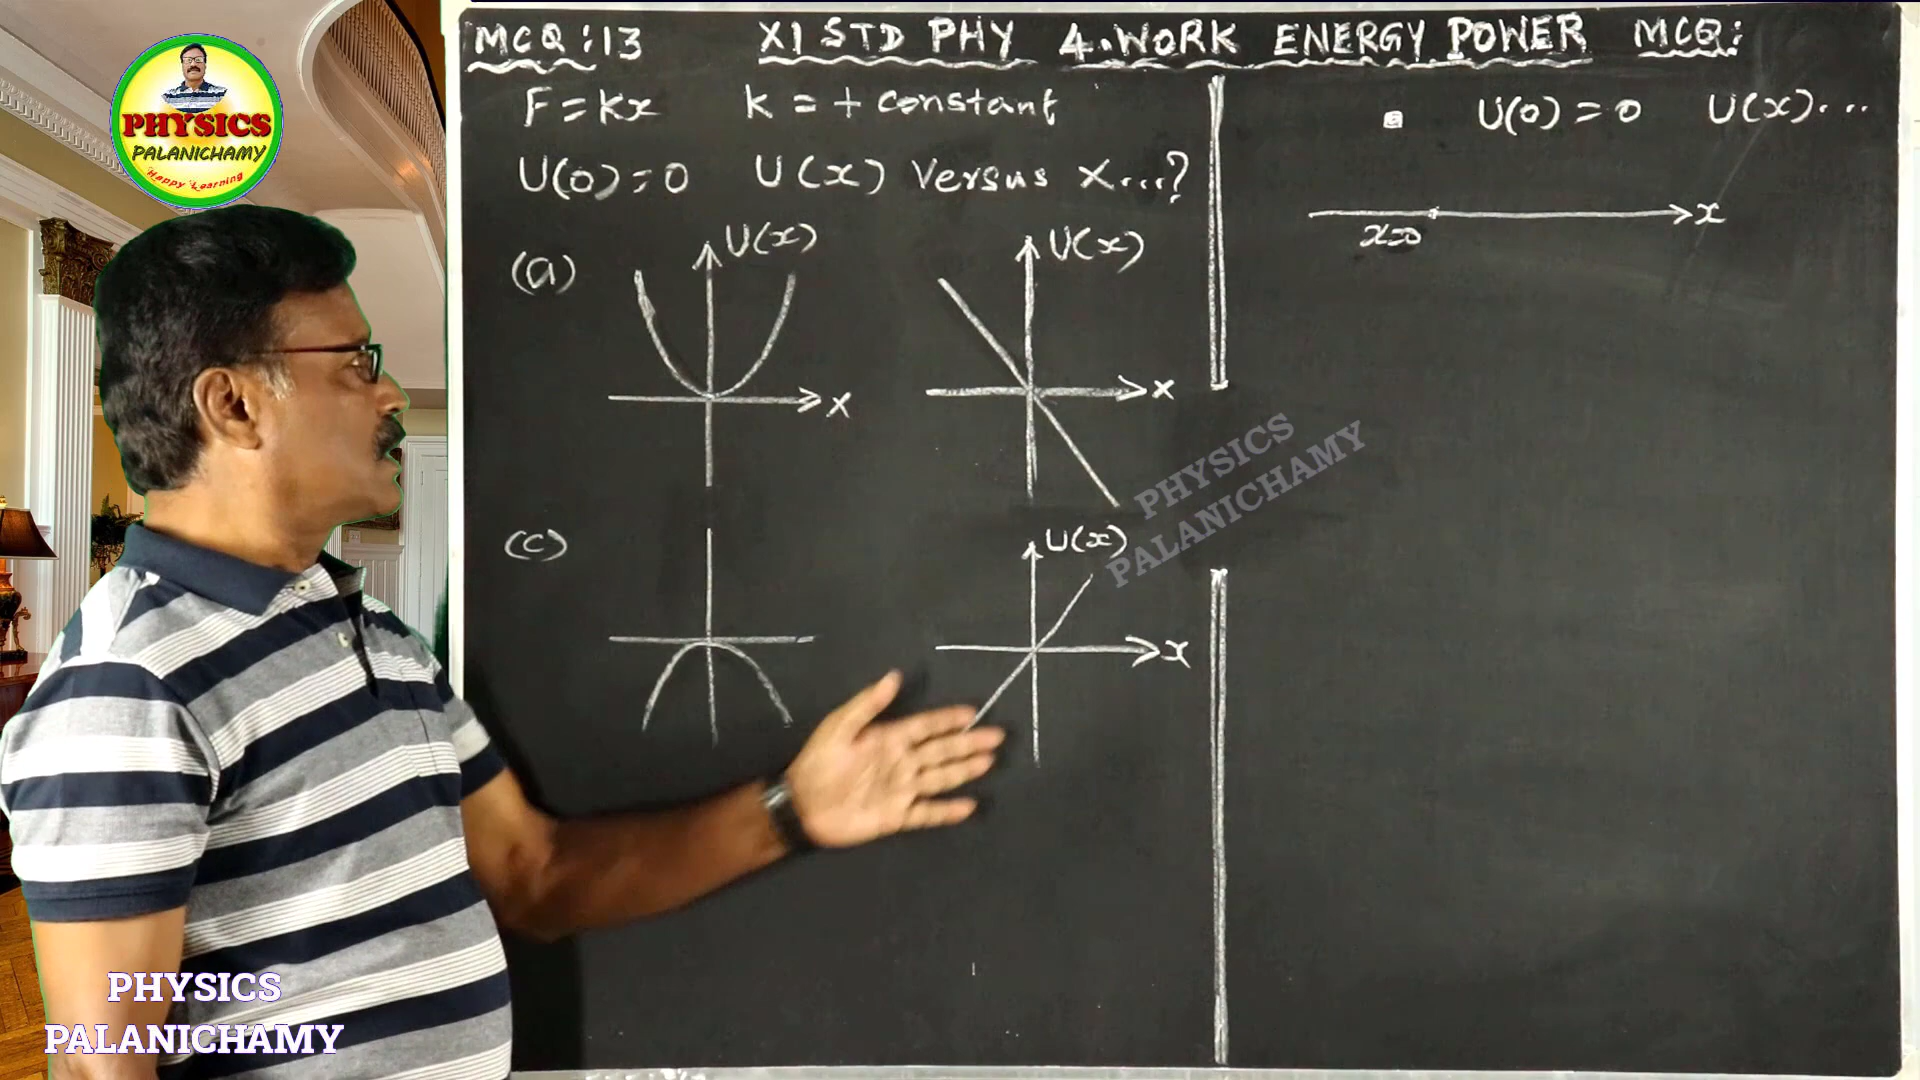 PHYSICS
PALANICHAMY
Happy Learning
MCQ:13 XI STD PHY 4.WORK ENERGY POWER MCQ:
F=kx k = + constant
U(0)=0 U(x) Versus X...?
U(0)=0 U(x)...
x
x=0
(a) U(x) U(x)
x x
(c) U(x)
x
PHYSICS
PALANICHAMY
PHYSICS
PALANICHAMY